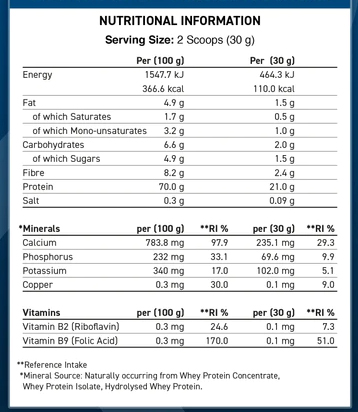 NUTRITIONAL INFORMATION
Serving Size: 2 Scoops (30 g)
Per (100 g) Per (30 g)
Energy 1547.7 kJ 464.3 kJ
366.6 kcal 110.0 kcal
Fat 4.9 g 1.5 g
of which Saturates 1.7 g 0.5 g
of which Mono-unsaturates 3.2 g 1.0 g
Carbohydrates 6.6 g 2.0 g
of which Sugars 4.9 g 1.5 g
Fibre 8.2 g 2.4 g
Protein 70.0 g 21.0 g
Salt 0.3 g 0.09 g
*Minerals per (100 g) **RI % per (30 g) **RI %
Calcium 783.8 mg 97.9 235.1 mg 29.3
Phosphorus 232 mg 33.1 69.6 mg 9.9
Potassium 340 mg 17.0 102.0 mg 5.1
Copper 0.3 mg 30.0 0.1 mg 9.0
Vitamins per (100 g) **RI % per (30 g) **RI %
Vitamin B2 (Riboflavin) 0.3 mg 24.6 0.1 mg 7.3
Vitamin B9 (Folic Acid) 0.3 mg 170.0 0.1 mg 51.0
**Reference Intake
*Mineral Source: Naturally occurring from Whey Protein Concentrate,
Whey Protein Isolate, Hydrolysed Whey Protein.